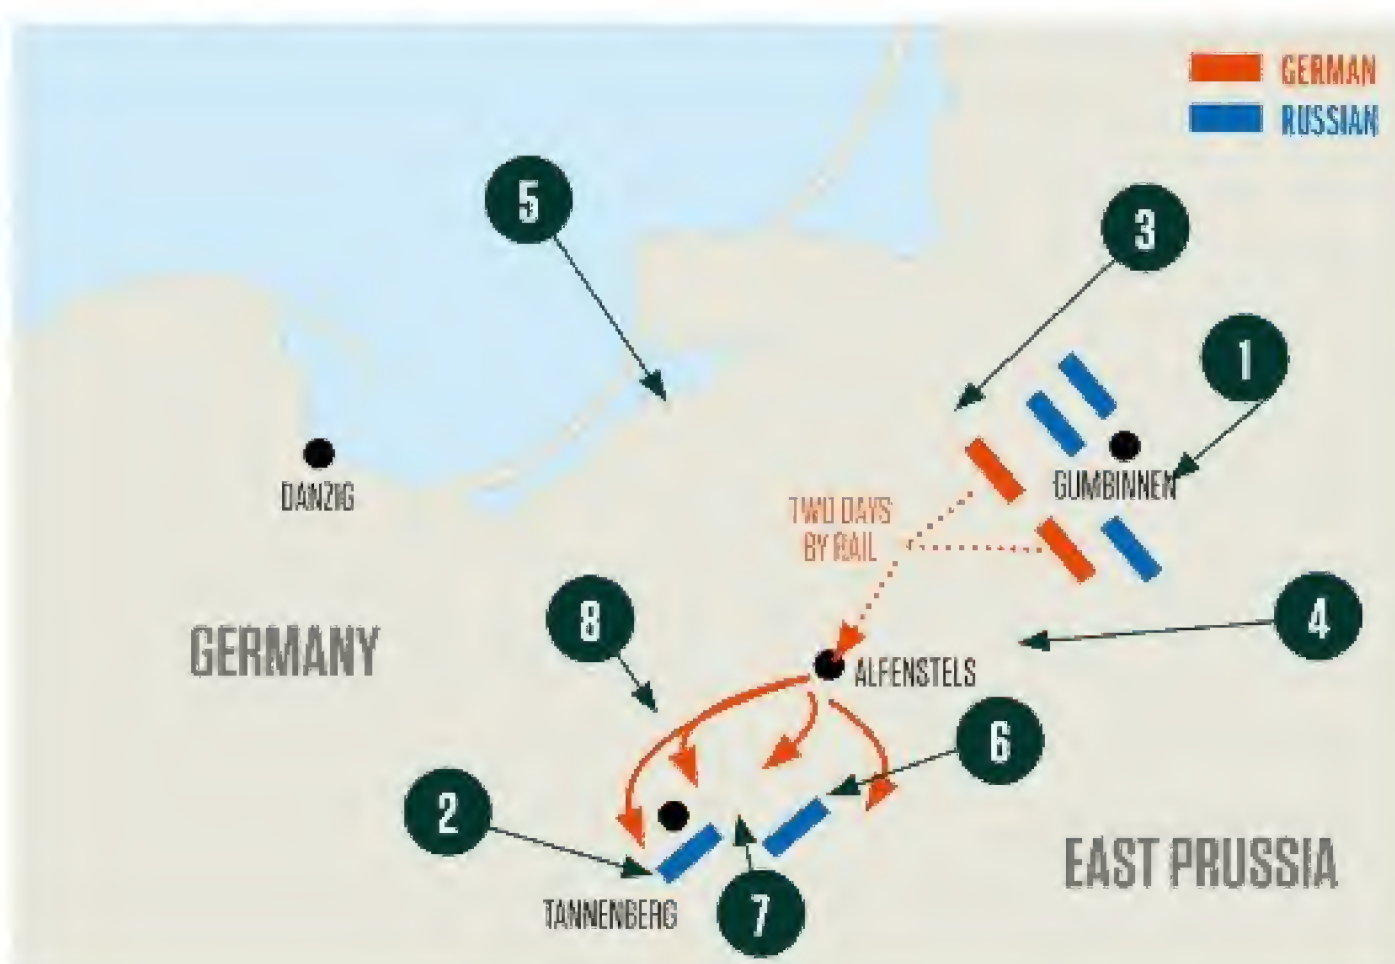 GERMAN
RUSSIAN
5
3
1
DANZIG
GUMBINNEN
TWO DAYS
BY RAIL
8
4
GERMANY
ALFENSTELS
6
2
7
EAST PRUSSIA
TANNENBERG